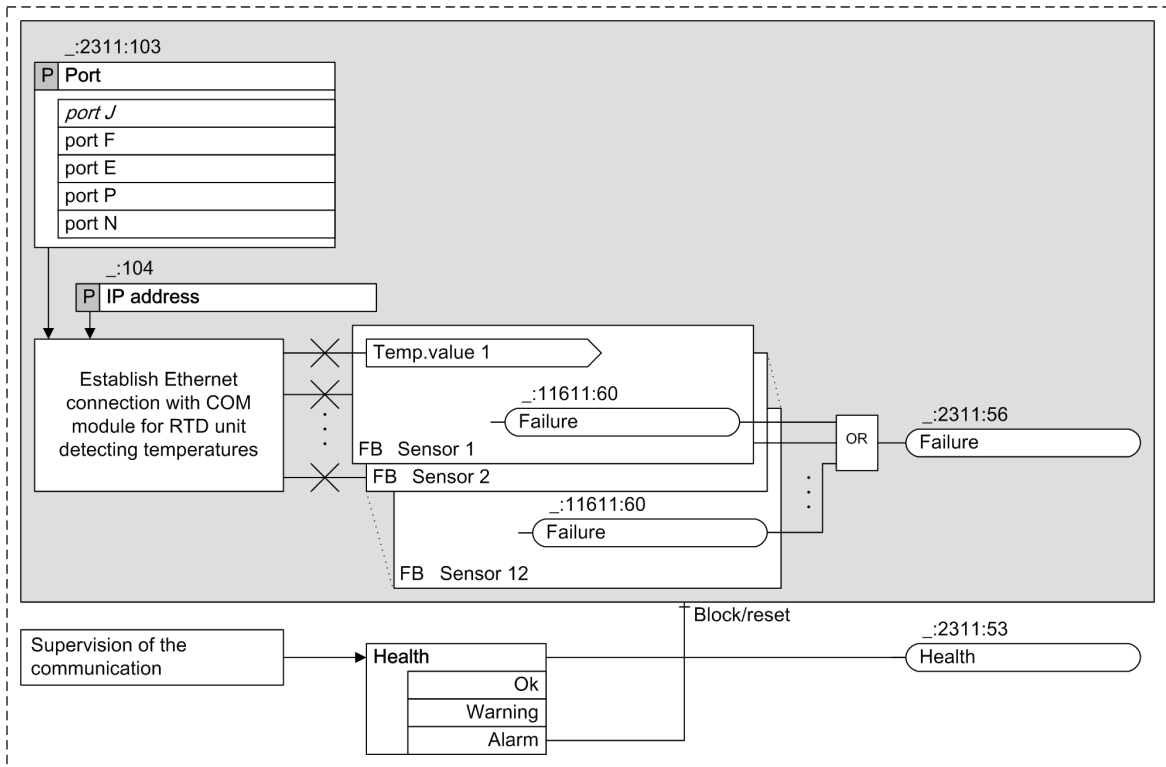 _:2311:103
P Port
port J
port F
port E
port P
port N
_:104
P IP address
Establish Ethernet
connection with COM
module for RTD unit
detecting temperatures
Temp.value 1
_:11611:60
Failure
FB Sensor 1
FB Sensor 2
_:11611:60
Failure
FB Sensor 12
OR
_:2311:56
Failure
Block/reset
Supervision of the
communication
Health
Ok
Warning
Alarm
_:2311:53
Health